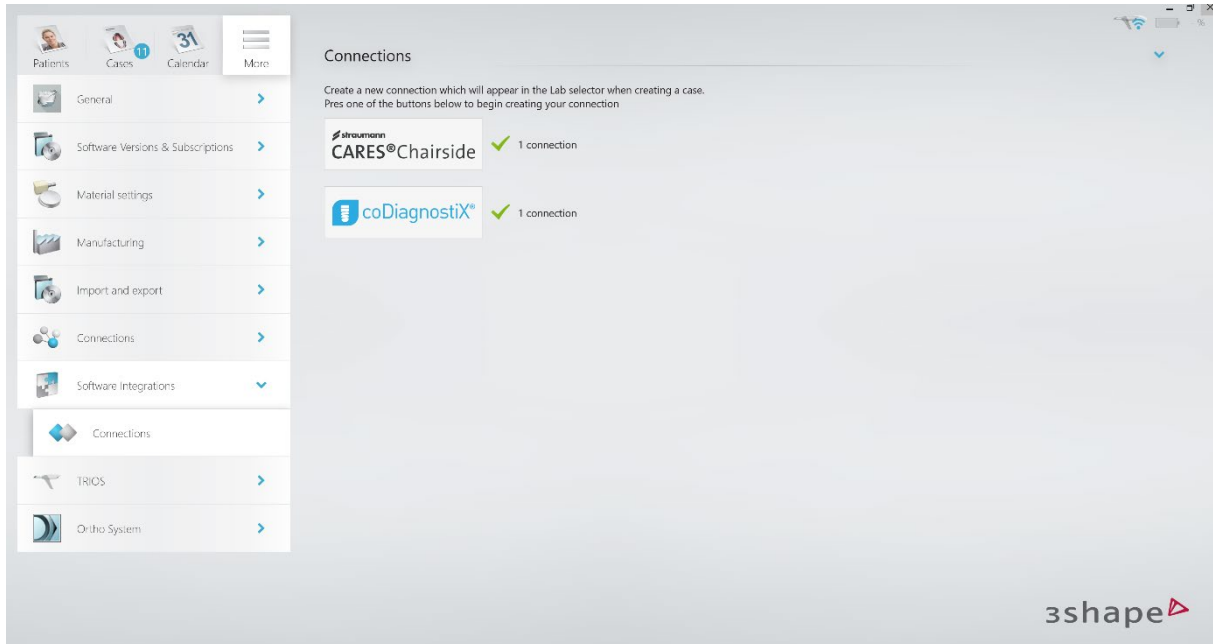 Patients
Cases
11
31
Calendar
More
%
General
Software Versions & Subscriptions
Material settings
Manufacturing
Import and export
Connections
Software Integrations
Connections
TRIOS
Ortho System
Connections
Create a new connection which will appear in the Lab selector when creating a case.
Pres one of the buttons below to begin creating your connection
straumann
CARES®Chairside
1 connection
coDiagnostiX®
1 connection
3shape